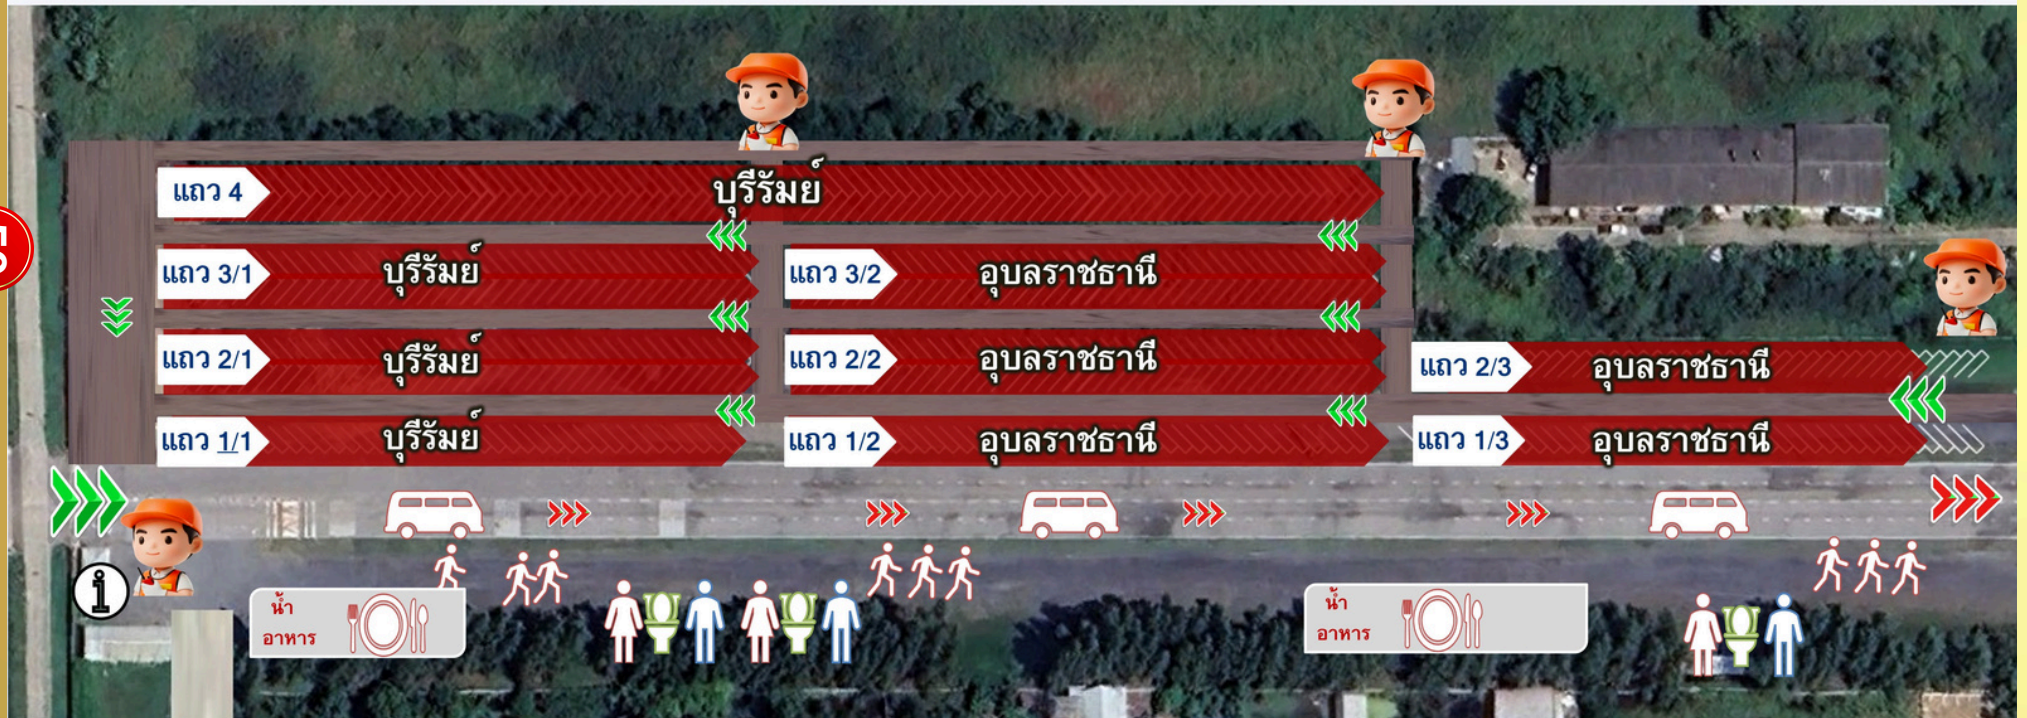 แถว 4
บุรีรัมย์
แถว 3/1
บุรีรัมย์
แถว 3/2
อุบลราชธานี
แถว 2/1
บุรีรัมย์
แถว 2/2
อุบลราชธานี
แถว 2/3
อุบลราชธานี
แถว 1/1
บุรีรัมย์
แถว 1/2
อุบลราชธานี
แถว 1/3
อุบลราชธานี
i
น้ำ
อาหาร
น้ำ
อาหาร